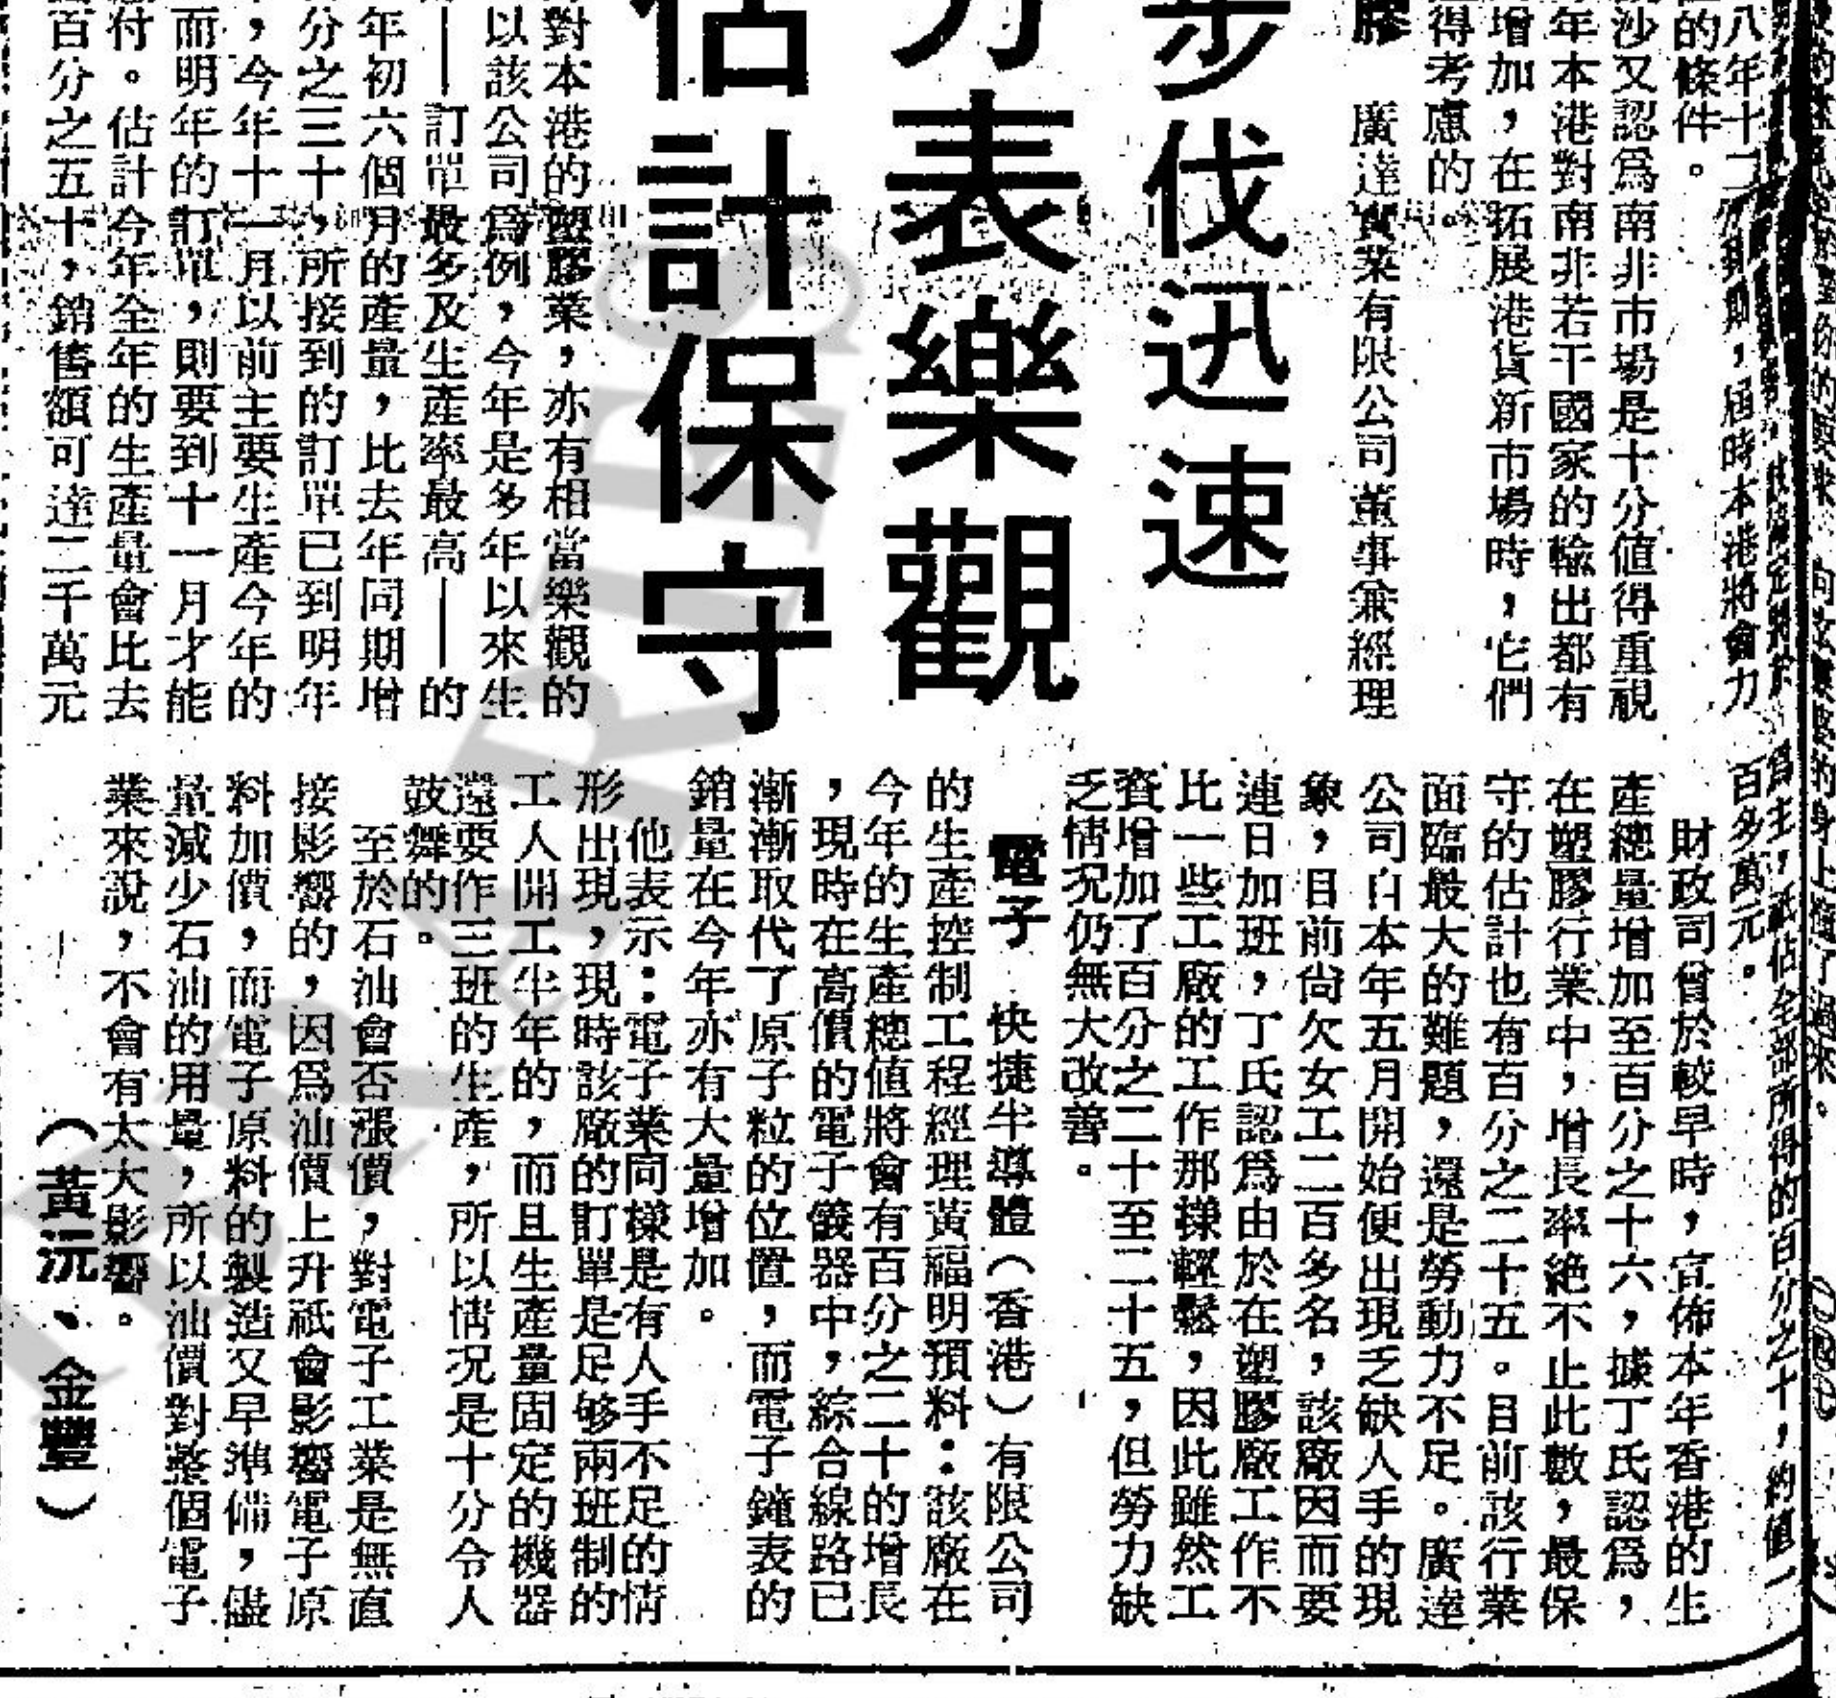 八年十二
屆時本港將會力
的條件。
沙又認為南非市場是十分值得重視
年本港對南非若干國家的輸出都有
增加，在拓展港貨新市場時，它們
得考慮的。
膠　廣達實業有限公司董事兼經理
步伐迅速
方表樂觀
估計保守
對本港的塑膠業，亦有相當樂觀的
以該公司為例，今年是多年以來生
——訂單最多及生產率最高——的
年初六個月的產量，比去年同期增
分之三十，所接到的訂單已到明年
，今年十一月以前主要生產今年的
而明年的訂單，則要到十一月才能
付。估計今年全年的生產量會比去
百分之五十，銷售額可達二千萬元
為主，祇佔全部所得的百分之十，約值一
百多萬元。
財政司曾於較早時，宣佈本年香港的生
產總量增加至百分之十六，據丁氏認為，
在塑膠行業中，增長率絕不止此數，最保
守的估計也有百分之二十五。目前該行業
面臨最大的難題，還是勞動力不足。廣達
公司自本年五月開始便出現乏缺人手的現
象，目前尚欠女工二百多名，該廠因而要
連日加班，丁氏認為由於在塑膠廠工作不
比一些工廠的工作那樣輕鬆，因此雖然工
資增加了百分之二十至二十五，但勞力缺
乏情況仍無大改善。
電子　快捷半導體（香港）有限公司
的生產控制工程經理黃福明預料：該廠在
今年的生產總值將會有百分之二十的增長
，現時在高價的電子儀器中，綜合線路已
漸漸取代了原子粒的位置，而電子鐘表的
銷量在今年亦有大量增加。
他表示：電子業同樣是有人手不足的情
形出現，現時該廠的訂單是足够兩班制的
工人開工半年的，而且生產量固定的機器
還要作三班的生產，所以情況是十分令人
鼓舞的。
至於石油會否漲價，對電子工業是無直
接影響的，因為油價上升祇會影響電子原
料加價，而電子原料的製造又早準備，儘
量減少石油的用量，所以油價對整個電子
業來說，不會有太大影響。
（黃沅、金豐）